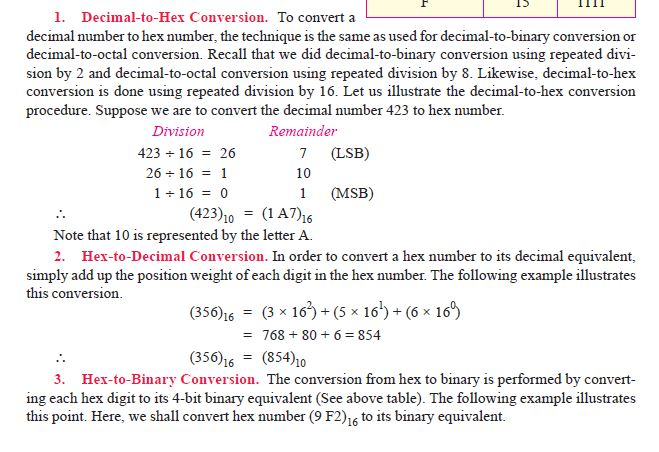 F 15 1111
1. Decimal-to-Hex Conversion. To convert a
decimal number to hex number, the technique is the same as used for decimal-to-binary conversion or
decimal-to-octal conversion. Recall that we did decimal-to-binary conversion using repeated divi-
sion by 2 and decimal-to-octal conversion using repeated division by 8. Likewise, decimal-to-hex
conversion is done using repeated division by 16. Let us illustrate the decimal-to-hex conversion
procedure. Suppose we are to convert the decimal number 423 to hex number.
Division Remainder
423 ÷ 16 = 26 7 (LSB)
26 ÷ 16 = 1 10
1 ÷ 16 = 0 1 (MSB)
∴ (423)₁₀ = (1 A7)₁₆
Note that 10 is represented by the letter A.
2. Hex-to-Decimal Conversion. In order to convert a hex number to its decimal equivalent,
simply add up the position weight of each digit in the hex number. The following example illustrates
this conversion.
(356)₁₆ = (3 × 16²) + (5 × 16¹) + (6 × 16⁰)
= 768 + 80 + 6 = 854
∴ (356)₁₆ = (854)₁₀
3. Hex-to-Binary Conversion. The conversion from hex to binary is performed by convert-
ing each hex digit to its 4-bit binary equivalent (See above table). The following example illustrates
this point. Here, we shall convert hex number (9 F2)₁₆ to its binary equivalent.